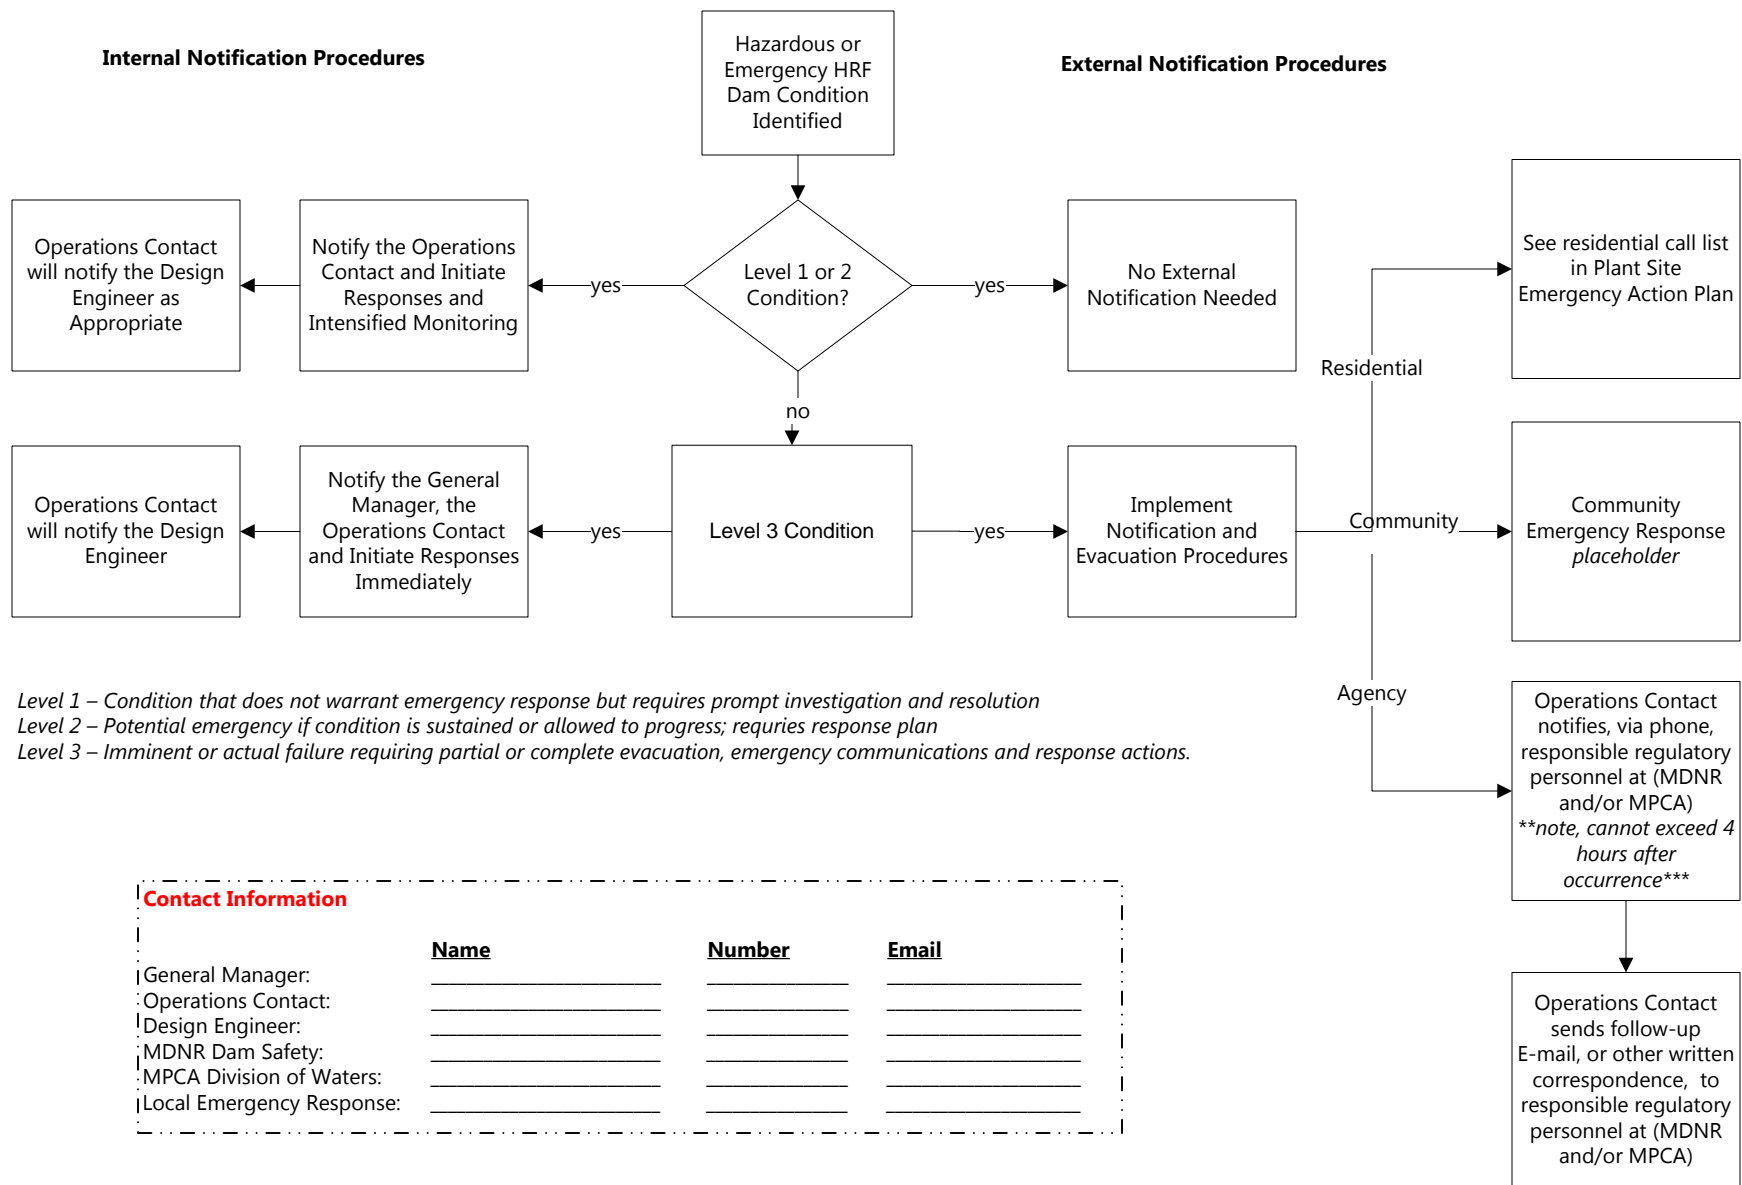 Internal Notification Procedures
Hazardous or
Emergency HRF
Dam Condition
Identified
External Notification Procedures
Operations Contact
will notify the Design
Engineer as
Appropriate
Notify the Operations
Contact and Initiate
Responses and
Intensified Monitoring
yes
Level 1 or 2
Condition?
yes
No External
Notification Needed
See residential call list
in Plant Site
Emergency Action Plan
Residential
no
Operations Contact
will notify the Design
Engineer
Notify the General
Manager, the
Operations Contact
and Initiate Responses
Immediately
yes
Level 3 Condition
yes
Implement
Notification and
Evacuation Procedures
Community
Community
Emergency Response
placeholder
Agency
Operations Contact
notifies, via phone,
responsible regulatory
personnel at (MDNR
and/or MPCA)
**note, cannot exceed 4
hours after
occurrence***
Level 1 – Condition that does not warrant emergency response but requires prompt investigation and resolution
Level 2 – Potential emergency if condition is sustained or allowed to progress; requries response plan
Level 3 – Imminent or actual failure requiring partial or complete evacuation, emergency communications and response actions.
Operations Contact
sends follow-up
E-mail, or other written
correspondence, to
responsible regulatory
personnel at (MDNR
and/or MPCA)
Contact Information
Name Number Email
General Manager:
Operations Contact:
Design Engineer:
MDNR Dam Safety:
MPCA Division of Waters:
Local Emergency Response: